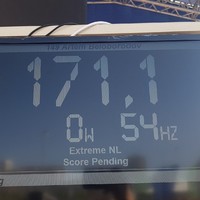 171.1
0W 54HZ
Extreme NL
Score Pending